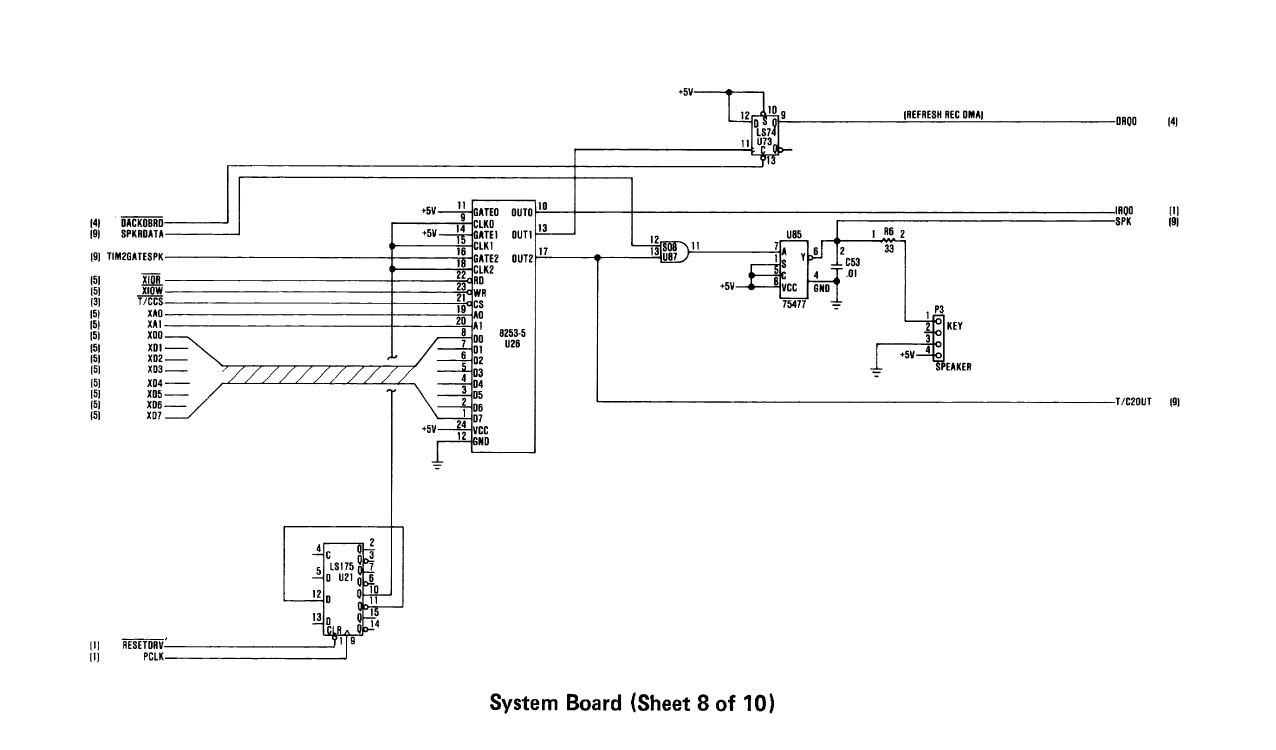 +5V
10
12 D S Q 9
(REFRESH REC DMA)
DRQ0 (4)
LS74
U73
11 C Q
13
(4) DACK0BRD
(9) SPKRDATA
+5V 11 GATE0 OUT0 10
IRQ0 (1)
9 CLK0
SPK (9)
+5V 14 GATE1 OUT1 13
15 CLK1
(9) TIM2GATESPK 16 GATE2 OUT2 17
18 CLK2
(5) XIOR 22 RD
(5) XIOW 23 WR
(3) T/CCS 21 CS
(5) XA0 19 A0
(5) XA1 20 A1
(5) XD0 8 D0
(5) XD1 7 D1
(5) XD2 6 D2
(5) XD3 5 D3
(5) XD4 4 D4
(5) XD5 3 D5
(5) XD6 2 D6
(5) XD7 1 D7
+5V 24 VCC
12 GND
8253-5
U26
12
13
S08
U87
11
U85
7 A Y 6
1 S
5 C
+5V 8 VCC
4
GND
75477
1 R6 2
33
2
C53
.01
P3
1
2
3
+5V 4
KEY
SPEAKER
T/C2OUT (9)
4 C Q 2
Q 3
LS175
U21
Q 7
5 D Q 6
Q 10
12 D Q 11
Q 15
13 D Q 14
CLR
1 9
(1) RESETDRV'
(1) PCLK
System Board (Sheet 8 of 10)